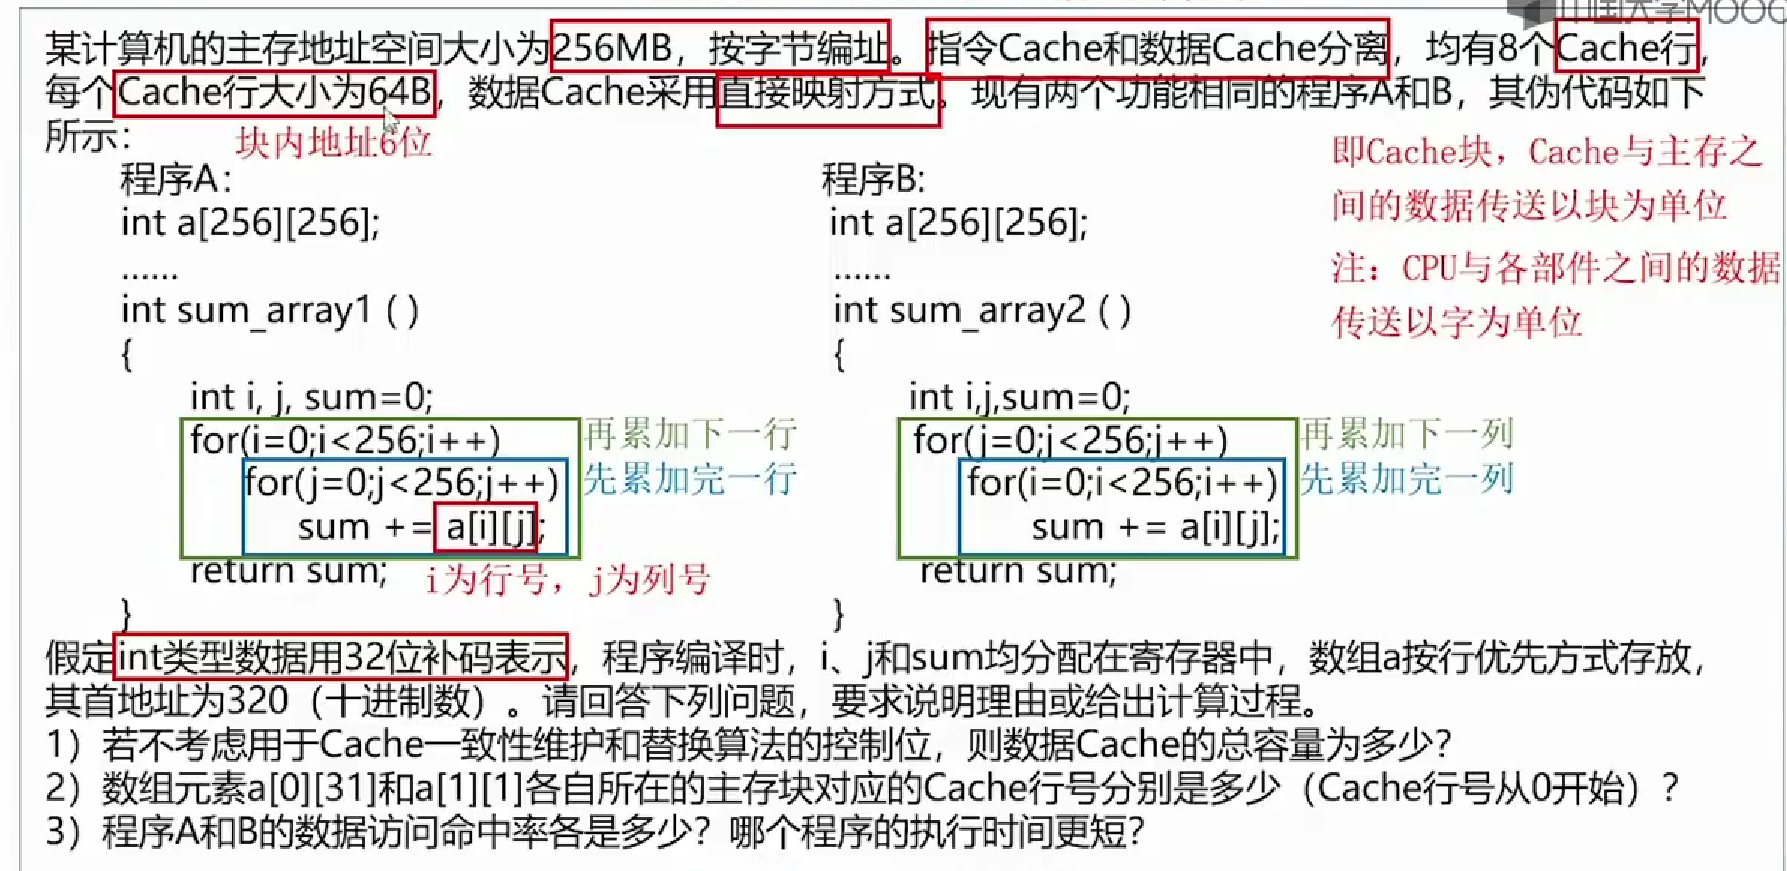 中国大学MOOC
某计算机的主存地址空间大小为256MB，按字节编址。指令Cache和数据Cache分离，均有8个Cache行，
每个Cache行大小为64B，数据Cache采用直接映射方式。现有两个功能相同的程序A和B，其伪代码如下
所示：
块内地址6位
即Cache块，Cache与主存之
间的数据传送以块为单位
注：CPU与各部件之间的数据
传送以字为单位
程序A：
int a[256][256];
……
int sum_array1 ( )
{
int i, j, sum=0;
for(i=0;i<256;i++) 再累加下一行
for(j=0;j<256;j++) 先累加完一行
sum += a[i][j];
return sum; i为行号，j为列号
}
程序B:
int a[256][256];
……
int sum_array2 ( )
{
int i,j,sum=0;
for(j=0;j<256;j++) 再累加下一列
for(i=0;i<256;i++) 先累加完一列
sum += a[i][j];
return sum;
}
假定int类型数据用32位补码表示，程序编译时，i、j和sum均分配在寄存器中，数组a按行优先方式存放，
其首地址为320（十进制数）。请回答下列问题，要求说明理由或给出计算过程。
1）若不考虑用于Cache一致性维护和替换算法的控制位，则数据Cache的总容量为多少？
2）数组元素a[0][31]和a[1][1]各自所在的主存块对应的Cache行号分别是多少（Cache行号从0开始）？
3）程序A和B的数据访问命中率各是多少？哪个程序的执行时间更短？